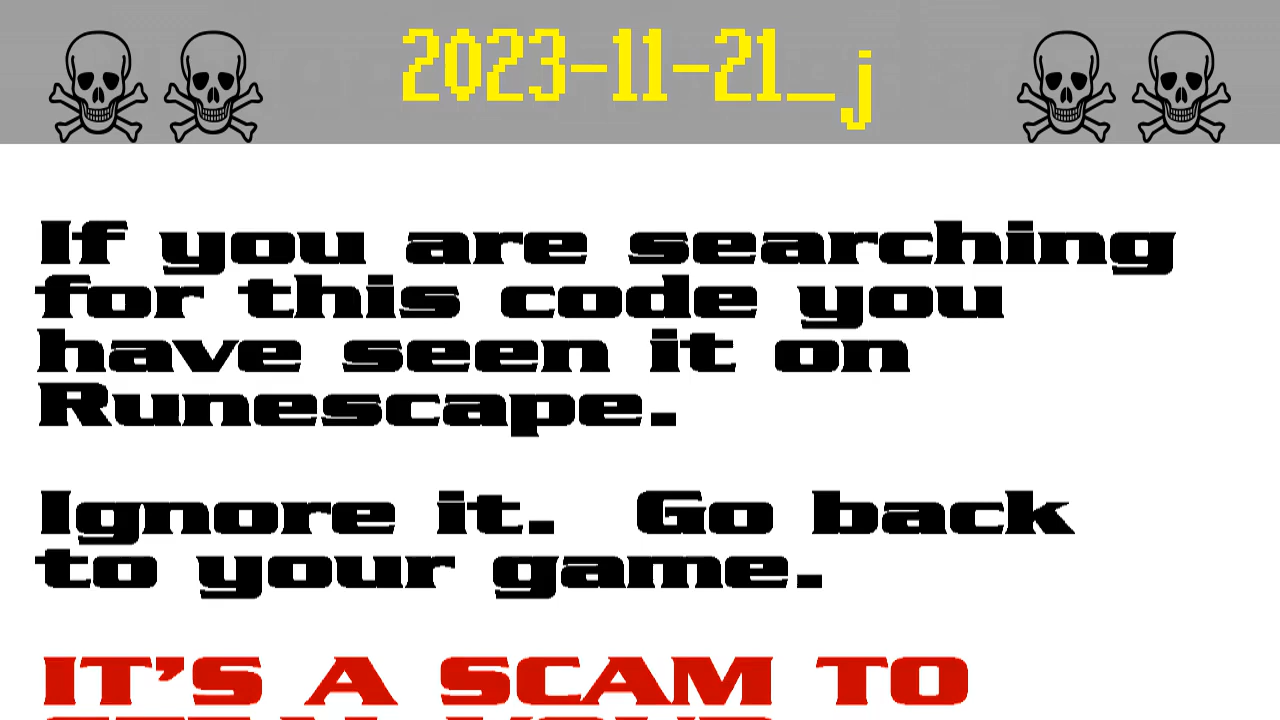 2023-11-21_j
If you are searching
for this code you
have seen it on
Runescape.
Ignore it.  Go back
to your game.
IT'S A SCAM TO